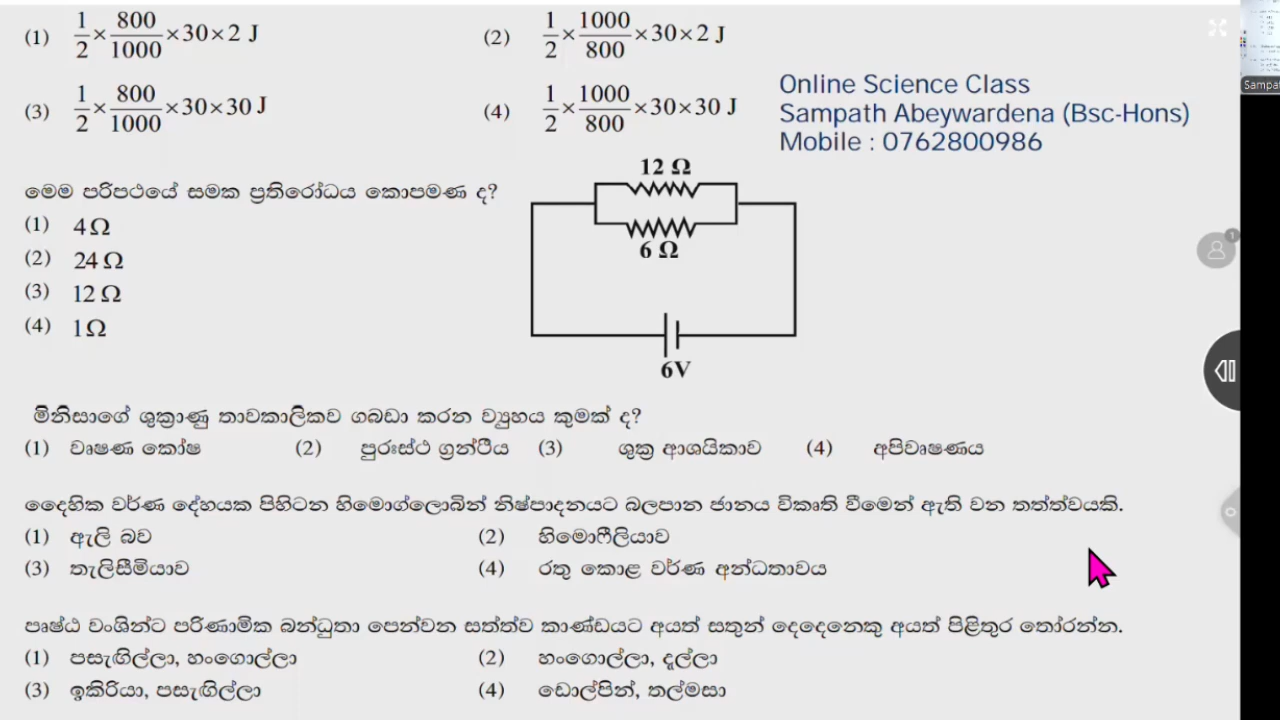 (1) 1/2 × 800/1000 × 30 × 2 J (2) 1/2 × 1000/800 × 30 × 2 J
(3) 1/2 × 800/1000 × 30 × 30 J (4) 1/2 × 1000/800 × 30 × 30 J
Online Science Class
Sampath Abeywardena (Bsc-Hons)
Mobile : 0762800986
මෙම පරිපථයේ සමක ප්‍රතිරෝධය කොපමණ ද?
(1) 4 Ω
(2) 24 Ω
(3) 12 Ω
(4) 1 Ω
12 Ω
6 Ω
6V
මිනිසාගේ ශුක්‍රාණු තාවකාලිකව ගබඩා කරන ව්‍යුහය කුමක් ද?
(1) වෘෂණ කෝෂ (2) පුරඃස්ථ ග්‍රන්ථිය (3) ශුක්‍ර ආශයිකාව (4) අපිවෘෂණය
දෛහික වර්ණ දේහයක පිහිටන හිමොග්ලොබින් නිෂ්පාදනයට බලපාන ජානය විකෘති වීමෙන් ඇති වන තත්ත්වයකි.
(1) ඇලි බව (2) හිමොෆීලියාව
(3) තැලිසීමියාව (4) රතු කොළ වර්ණ අන්ධතාවය
පෘෂ්ඨ වංශීන්ට පරිණාමික බන්ධුතා පෙන්වන සත්ත්ව කාණ්ඩයට අයත් සතුන් දෙදෙනෙකු අයත් පිළිතුර තෝරන්න.
(1) පසැඟිල්ලා, හංගොල්ලා (2) හංගොල්ලා, දැල්ලා
(3) ඉකිරියා, පසැඟිල්ලා (4) ඩොල්පින්, තල්මසා
1